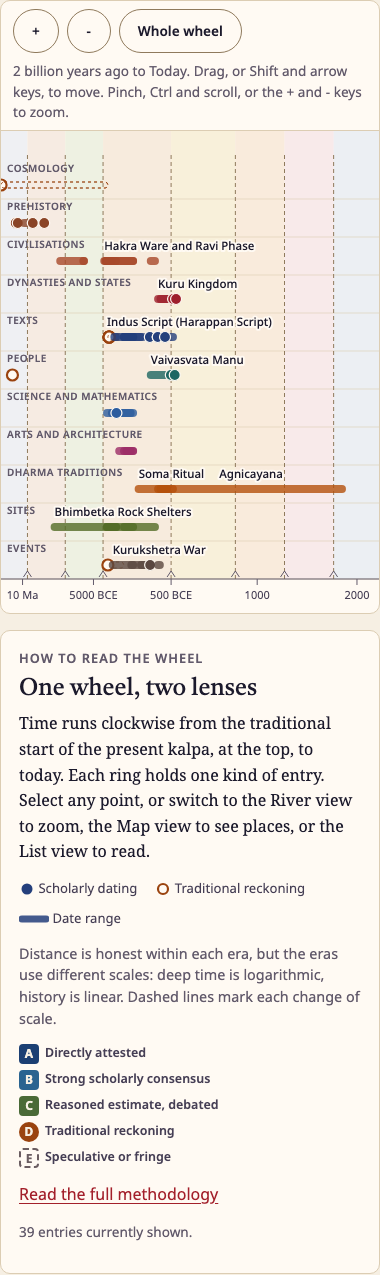 +
-
Whole wheel
2 billion years ago to Today. Drag, or Shift and arrow
keys, to move. Pinch, Ctrl and scroll, or the + and - keys
to zoom.
COSMOLOGY
PREHISTORY
CIVILISATIONS
Hakra Ware and Ravi Phase
DYNASTIES AND STATES
Kuru Kingdom
TEXTS
Indus Script (Harappan Script)
PEOPLE
Vaivasvata Manu
SCIENCE AND MATHEMATICS
ARTS AND ARCHITECTURE
DHARMA TRADITIONS
Soma Ritual
Agnicayana
SITES
Bhimbetka Rock Shelters
EVENTS
Kurukshetra War
10 Ma
5000 BCE
500 BCE
1000
2000
HOW TO READ THE WHEEL
One wheel, two lenses
Time runs clockwise from the traditional
start of the present kalpa, at the top, to
today. Each ring holds one kind of entry.
Select any point, or switch to the River view
to zoom, the Map view to see places, or the
List view to read.
Scholarly dating
Traditional reckoning
Date range
Distance is honest within each era, but the eras
use different scales: deep time is logarithmic,
history is linear. Dashed lines mark each change of
scale.
A Directly attested
B Strong scholarly consensus
C Reasoned estimate, debated
D Traditional reckoning
E Speculative or fringe
Read the full methodology
39 entries currently shown.